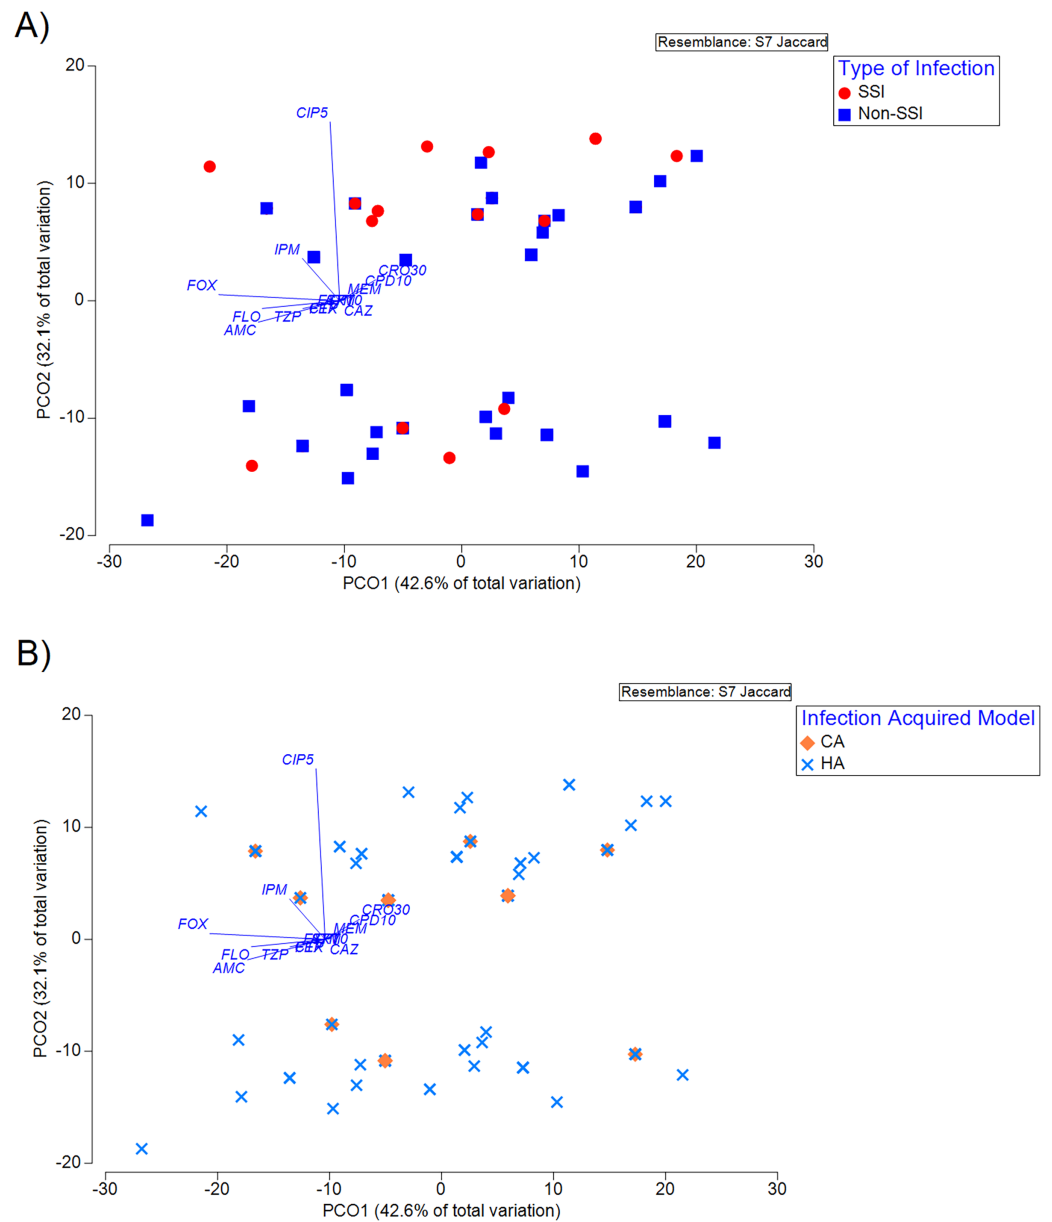 A)
Resemblance: S7 Jaccard
Type of Infection
SSI
Non-SSI
20
10
0
-10
-20
PCO2 (32.1% of total variation)
CIP5
IPM
CRO30
CPD10
FOX
MEM
FLO
TZP
CAZ
AMC
-30
-20
-10
0
10
20
30
PCO1 (42.6% of total variation)
B)
Resemblance: S7 Jaccard
Infection Acquired Model
CA
HA
20
10
0
-10
-20
PCO2 (32.1% of total variation)
CIP5
IPM
CRO30
CPD10
FOX
MEM
FLO
TZP
CAZ
AMC
-30
-20
-10
0
10
20
30
PCO1 (42.6% of total variation)